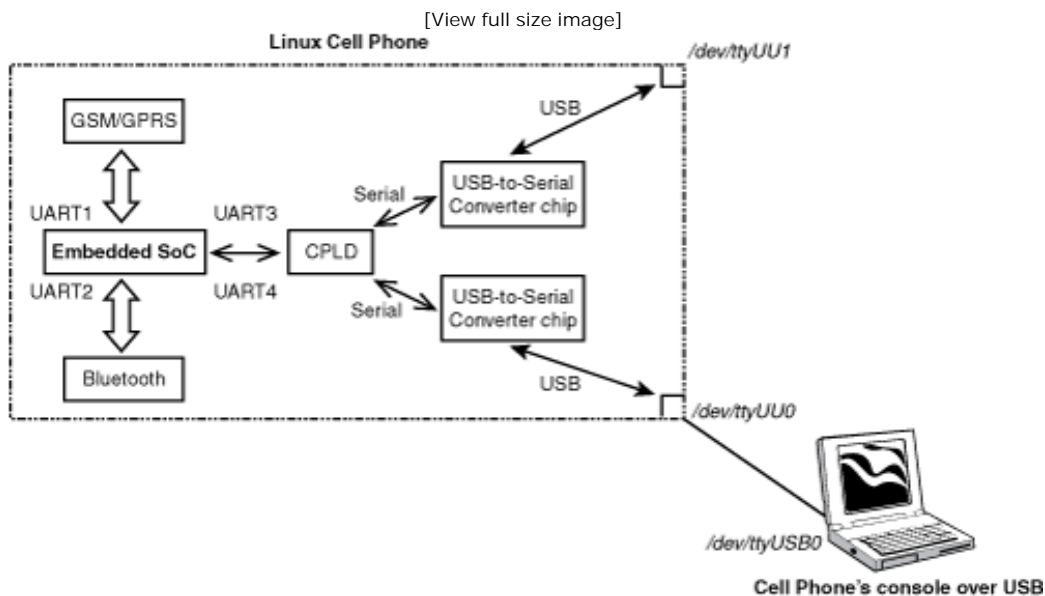 [View full size image]
Linux Cell Phone
/dev/ttyUU1
USB
GSM/GPRS
USB-to-Serial
Converter chip
Serial
UART1
UART3
Embedded SoC
CPLD
UART2
UART4
Serial
USB-to-Serial
Converter chip
Bluetooth
USB
/dev/ttyUU0
/dev/ttyUSB0
Cell Phone's console over USB